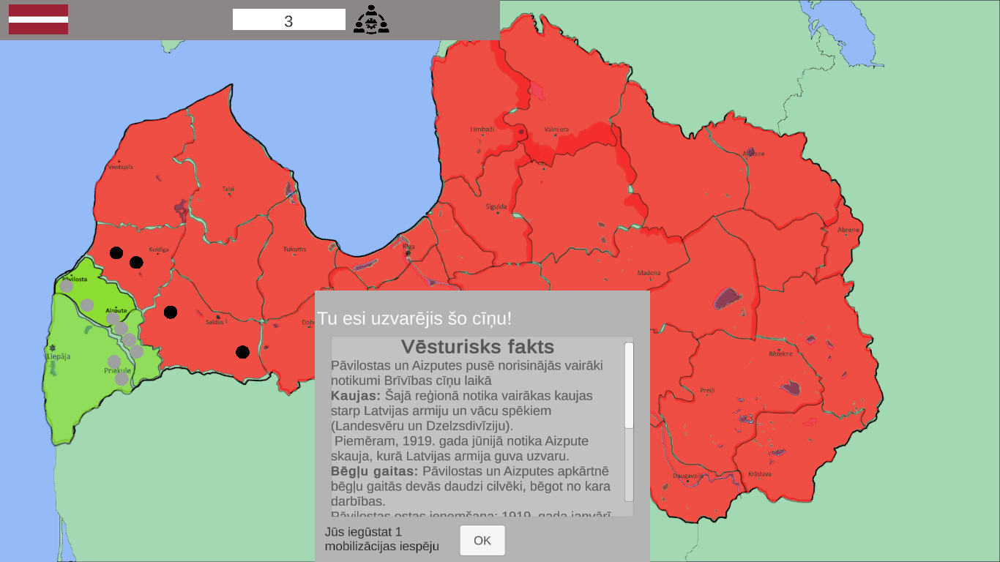 3
Limbaži
Valmiera
Alūksne
Ventspils
Talsi
Sigulda
Abrene
Rīga
Kuldīga
Tukums
Madona
Pāvilosta
Aizpute
Saldus
Liepāja
Priekule
Rēzekne
Preiļi
Daugavpils
Krāslava
Tu esi uzvarējis šo cīņu!
Vēsturisks fakts
Pāvilostas un Aizputes pusē norisinājās vairāki
notikumi Brīvības cīņu laikā
Kaujas: Šajā reģionā notika vairākas kaujas
starp Latvijas armiju un vācu spēkiem
(Landesvēru un Dzelzsdivīziju).
Piemēram, 1919. gada jūnijā notika Aizpute
skauja, kurā Latvijas armija guva uzvaru.
Bēgļu gaitas: Pāvilostas un Aizputes apkārtnē
bēgļu gaitās devās daudzi cilvēki, bēgot no kara
darbības.
Pāvilostas ostas ieņemšana: 1919. gada janvārī
Jūs iegūstat 1
mobilizācijas iespēju
OK